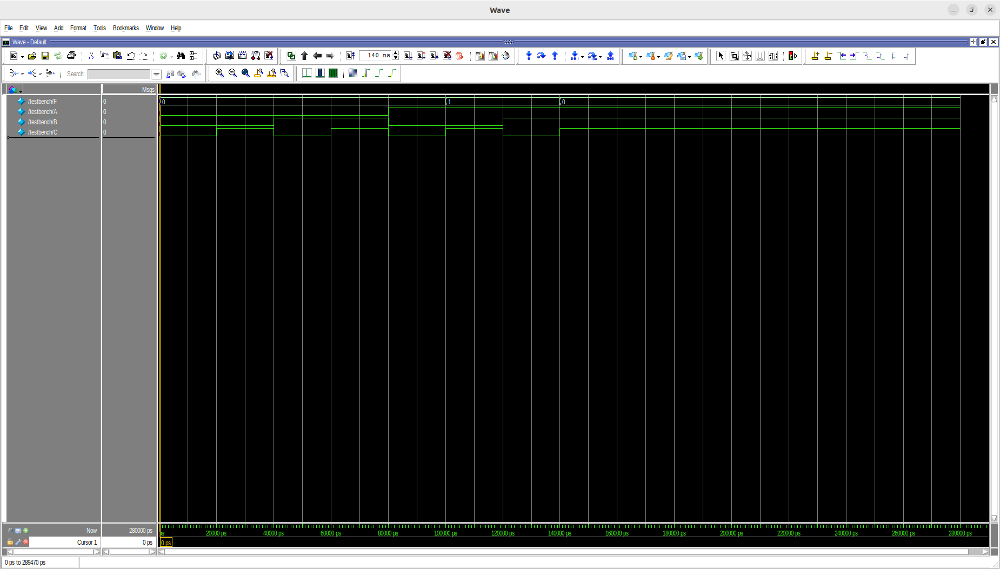 Wave
File Edit View Add Format Tools Bookmarks Window Help
Wave - Default
140 ns
Search:
Msgs
/testbench/F 0 0 1 0
/testbench/A 0
/testbench/B 0
/testbench/C 0
Now 280000 ps ps 20000 ps 40000 ps 60000 ps 80000 ps 100000 ps 120000 ps 140000 ps 160000 ps 180000 ps 200000 ps 220000 ps 240000 ps 260000 ps 280000 ps
Cursor 1 0 ps 0 ps
0 ps to 289470 ps